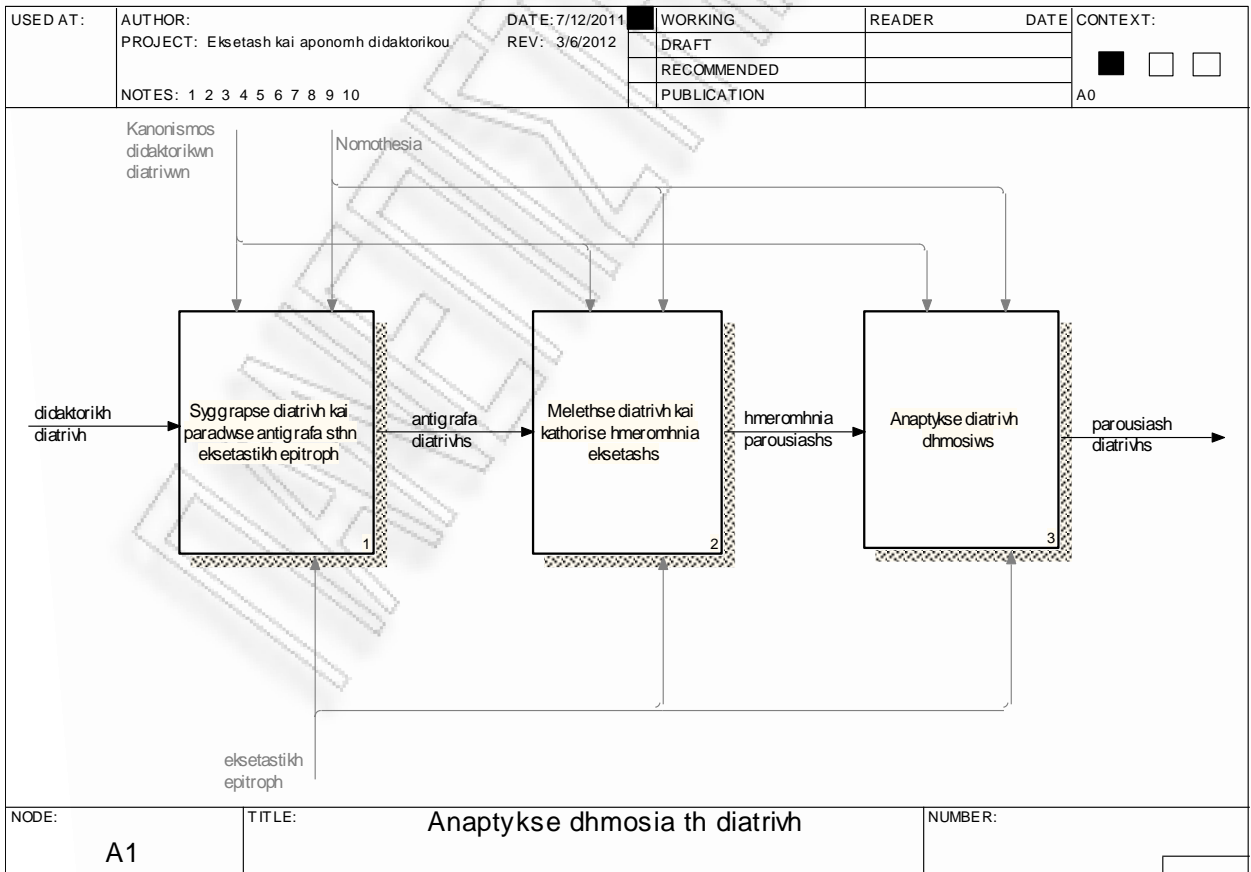 USED AT:
AUTHOR:
DATE: 7/12/2011
WORKING
READER
DATE
CONTEXT:
PROJECT: Eksetash kai aponomh didaktorikou
REV: 3/6/2012
DRAFT
RECOMMENDED
NOTES: 1 2 3 4 5 6 7 8 9 10
PUBLICATION
A0
Kanonismos
didaktorikwn
diatrivwn
Nomothesia
didaktorikh
diatrivh
Syggrapse diatrivh kai
paradwse antigrafa sthn
eksetastikh epitroph
1
antigrafa
diatrivhs
Melethse diatrivh kai
kathorise hmeromhnia
eksetashs
2
hmeromhnia
parousiashs
Anaptykse diatrivh
dhmosiws
3
parousiash
diatrivhs
eksetastikh
epitroph
NODE:
A1
TITLE:
Anaptykse dhmosia th diatrivh
NUMBER: